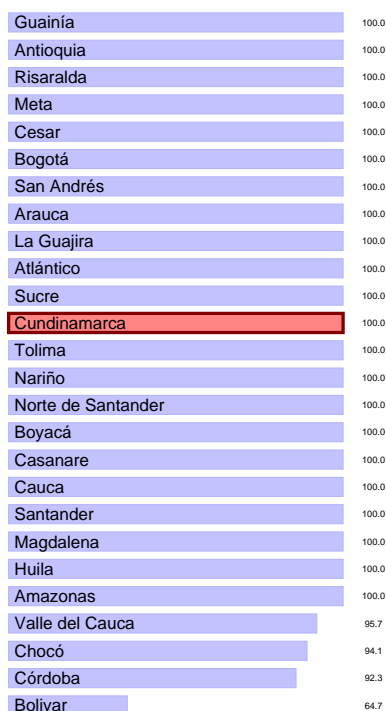 Guainía 100.0
Antioquia 100.0
Risaralda 100.0
Meta 100.0
Cesar 100.0
Bogotá 100.0
San Andrés 100.0
Arauca 100.0
La Guajira 100.0
Atlántico 100.0
Sucre 100.0
Cundinamarca 100.0
Tolima 100.0
Nariño 100.0
Norte de Santander 100.0
Boyacá 100.0
Casanare 100.0
Cauca 100.0
Santander 100.0
Magdalena 100.0
Huila 100.0
Amazonas 100.0
Valle del Cauca 95.7
Chocó 94.1
Córdoba 92.3
Bolivar 64.7